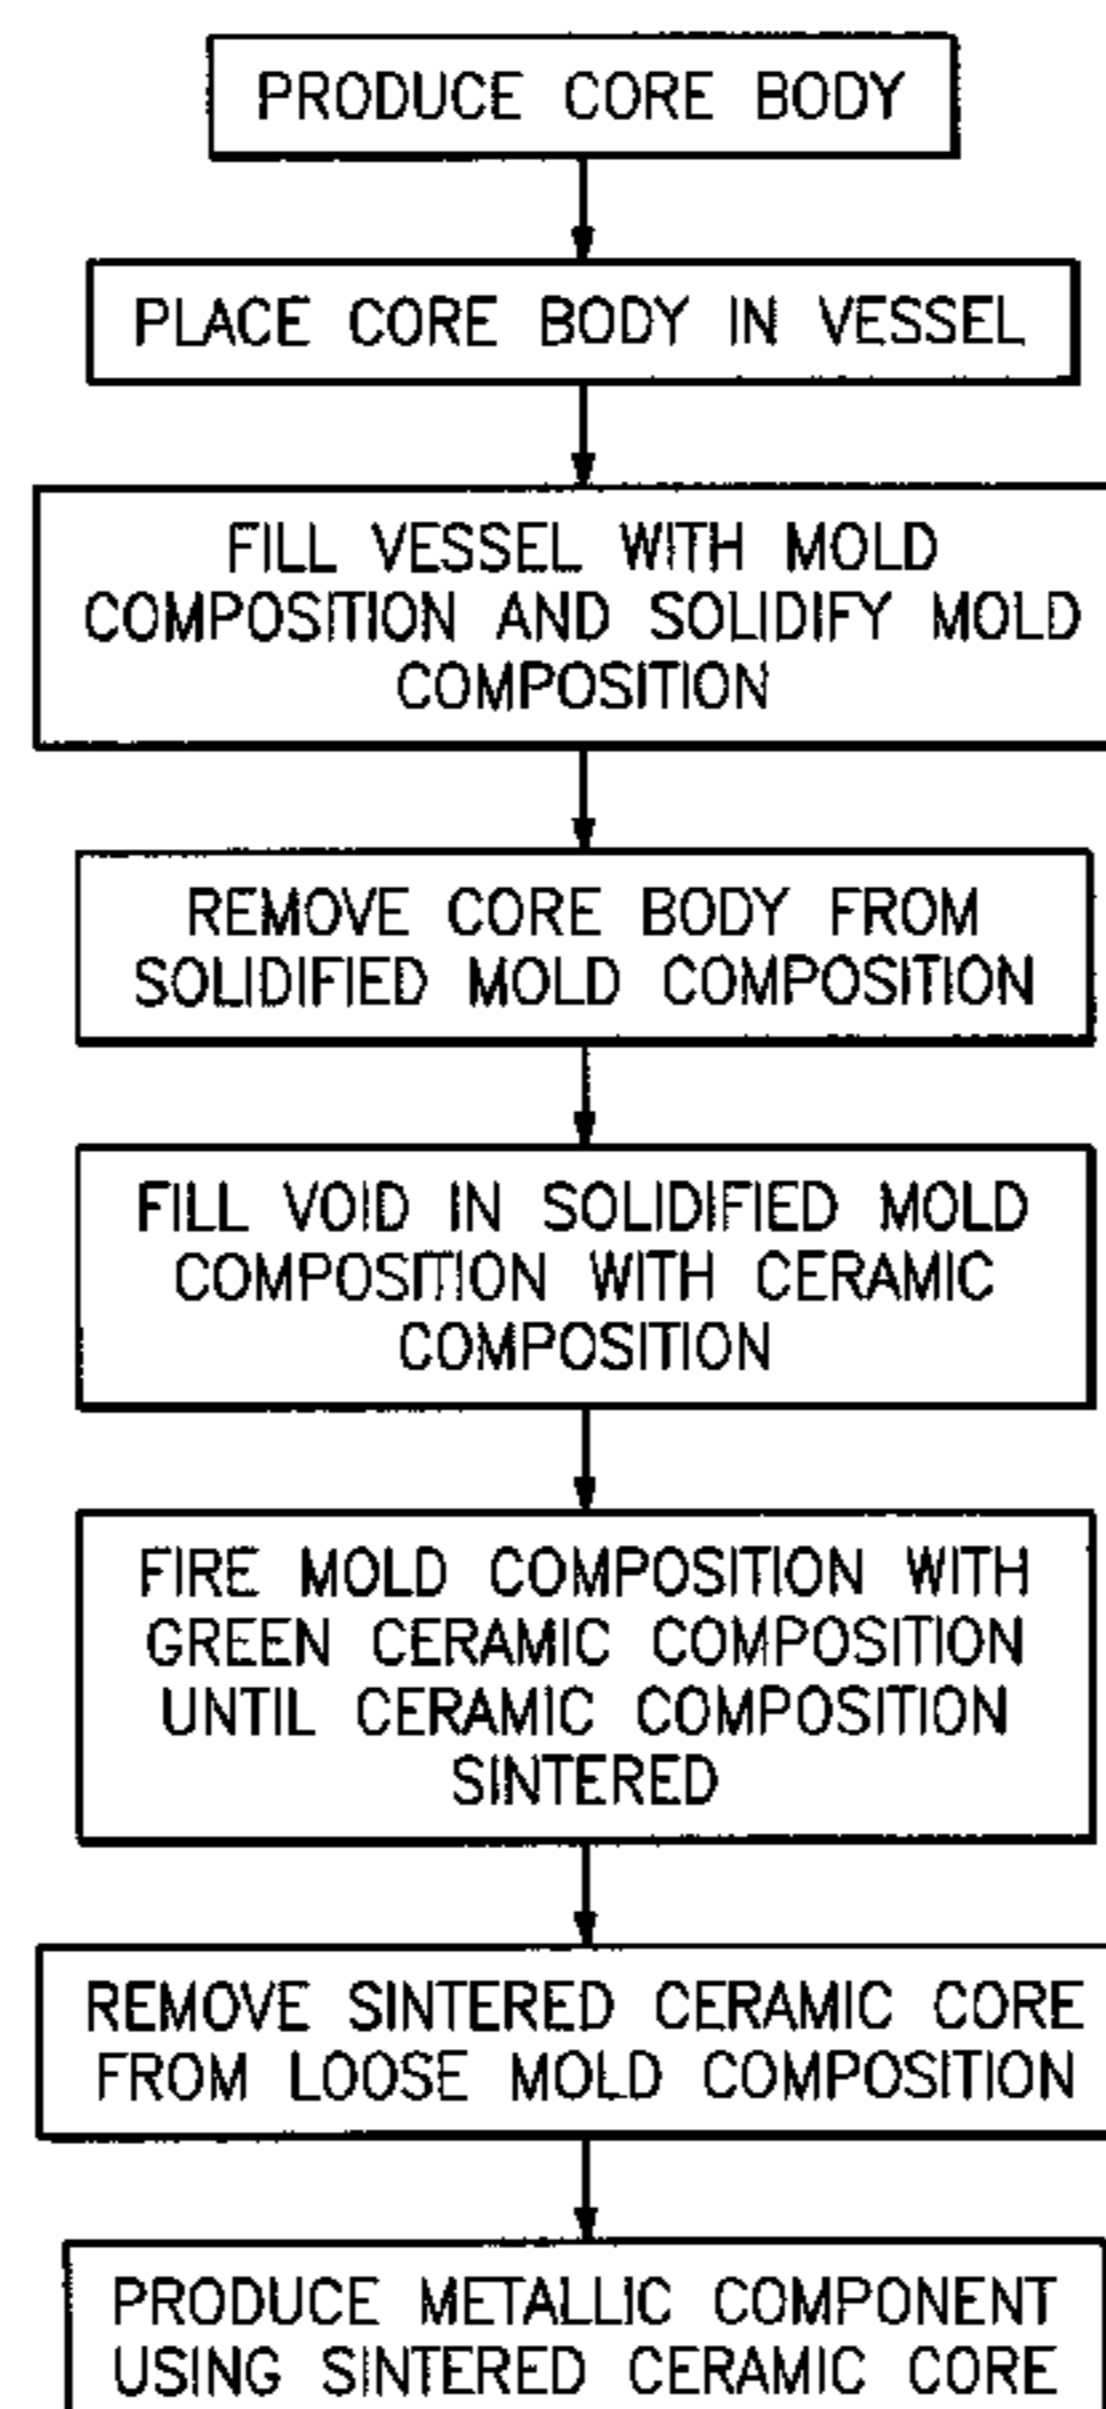 PRODUCE CORE BODY
PLACE CORE BODY IN VESSEL
FILL VESSEL WITH MOLD
COMPOSITION AND SOLIDIFY MOLD
COMPOSITION
REMOVE CORE BODY FROM
SOLIDIFIED MOLD COMPOSITION
FILL VOID IN SOLIDIFIED MOLD
COMPOSITION WITH CERAMIC
COMPOSITION
FIRE MOLD COMPOSITION WITH
GREEN CERAMIC COMPOSITION
UNTIL CERAMIC COMPOSITION
SINTERED
REMOVE SINTERED CERAMIC CORE
FROM LOOSE MOLD COMPOSITION
PRODUCE METALLIC COMPONENT
USING SINTERED CERAMIC CORE